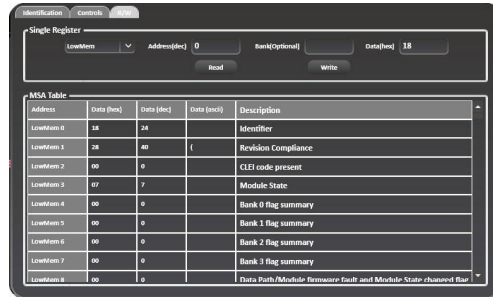 Identification Controls R/W
Single Register
LowMem Address(dec) 0 Bank(Optional) Data(hex) 18
Read Write
MSA Table
Address Data (hex) Data (dec) Data (ascii) Description
LowMem 0 18 24 Identifier
LowMem 1 28 40 ( Revision Compliance
LowMem 2 00 0 CLEI code present
LowMem 3 07 7 Module State
LowMem 4 00 0 Bank 0 flag summary
LowMem 5 00 0 Bank 1 flag summary
LowMem 6 00 0 Bank 2 flag summary
LowMem 7 00 0 Bank 3 flag summary
LowMem 8 00 0 Data Path/Module firmware fault and Module State changed flag